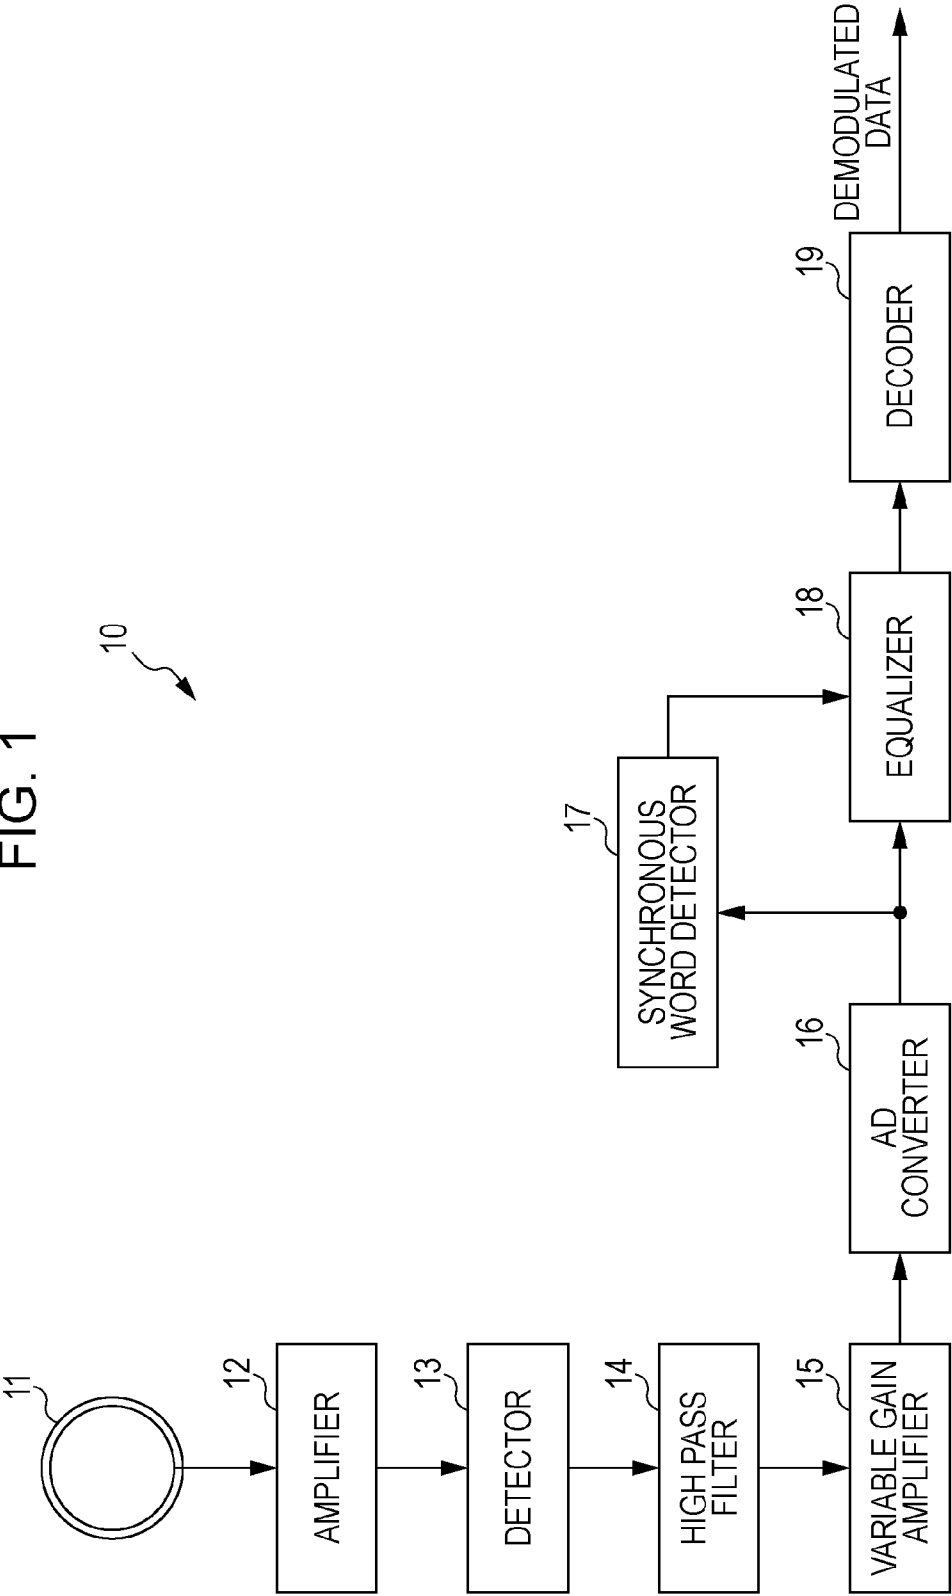 FIG. 1
10
11
12
AMPLIFIER
13
DETECTOR
14
HIGH PASS
FILTER
15
VARIABLE GAIN
AMPLIFIER
16
AD
CONVERTER
17
SYNCHRONOUS
WORD DETECTOR
18
EQUALIZER
19
DECODER
DEMODULATED
DATA